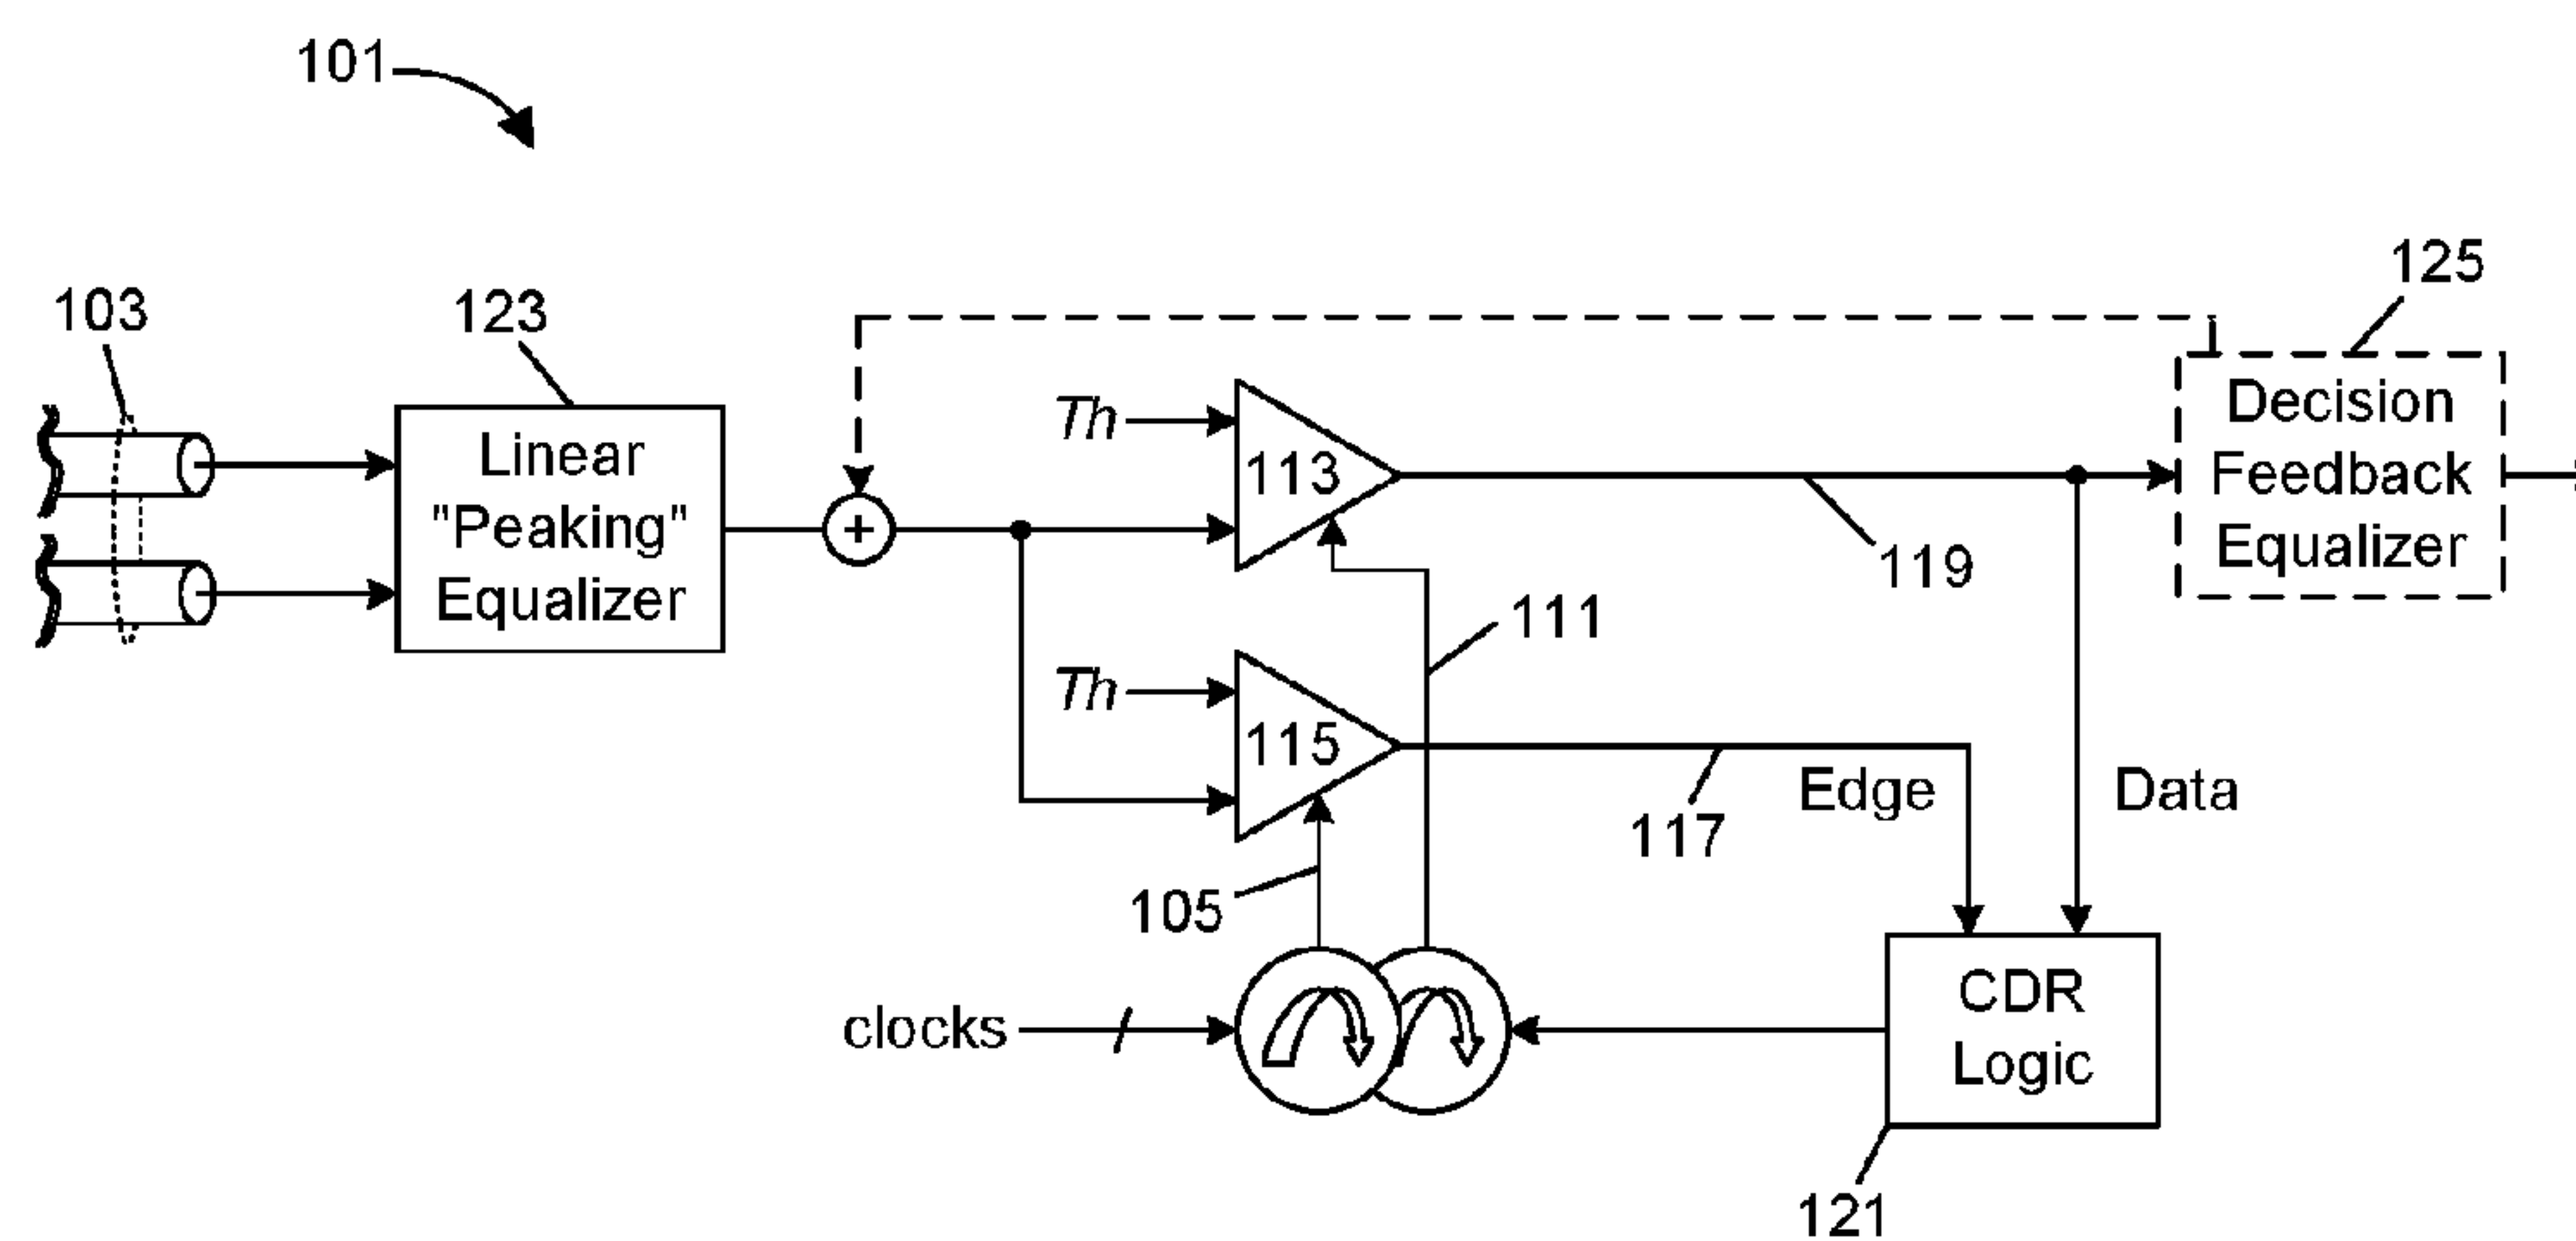 101
125
103
123
Th
113
Linear
"Peaking"
Equalizer
+
Decision
Feedback
Equalizer
119
111
Th
115
Edge
Data
117
105
clocks
CDR
Logic
121